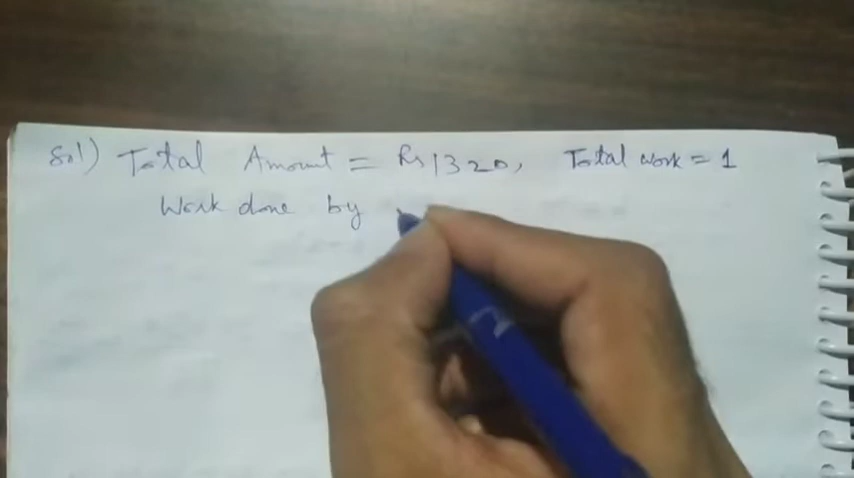 Sol) Total Amount = Rs 1320, Total work = 1
Work done by